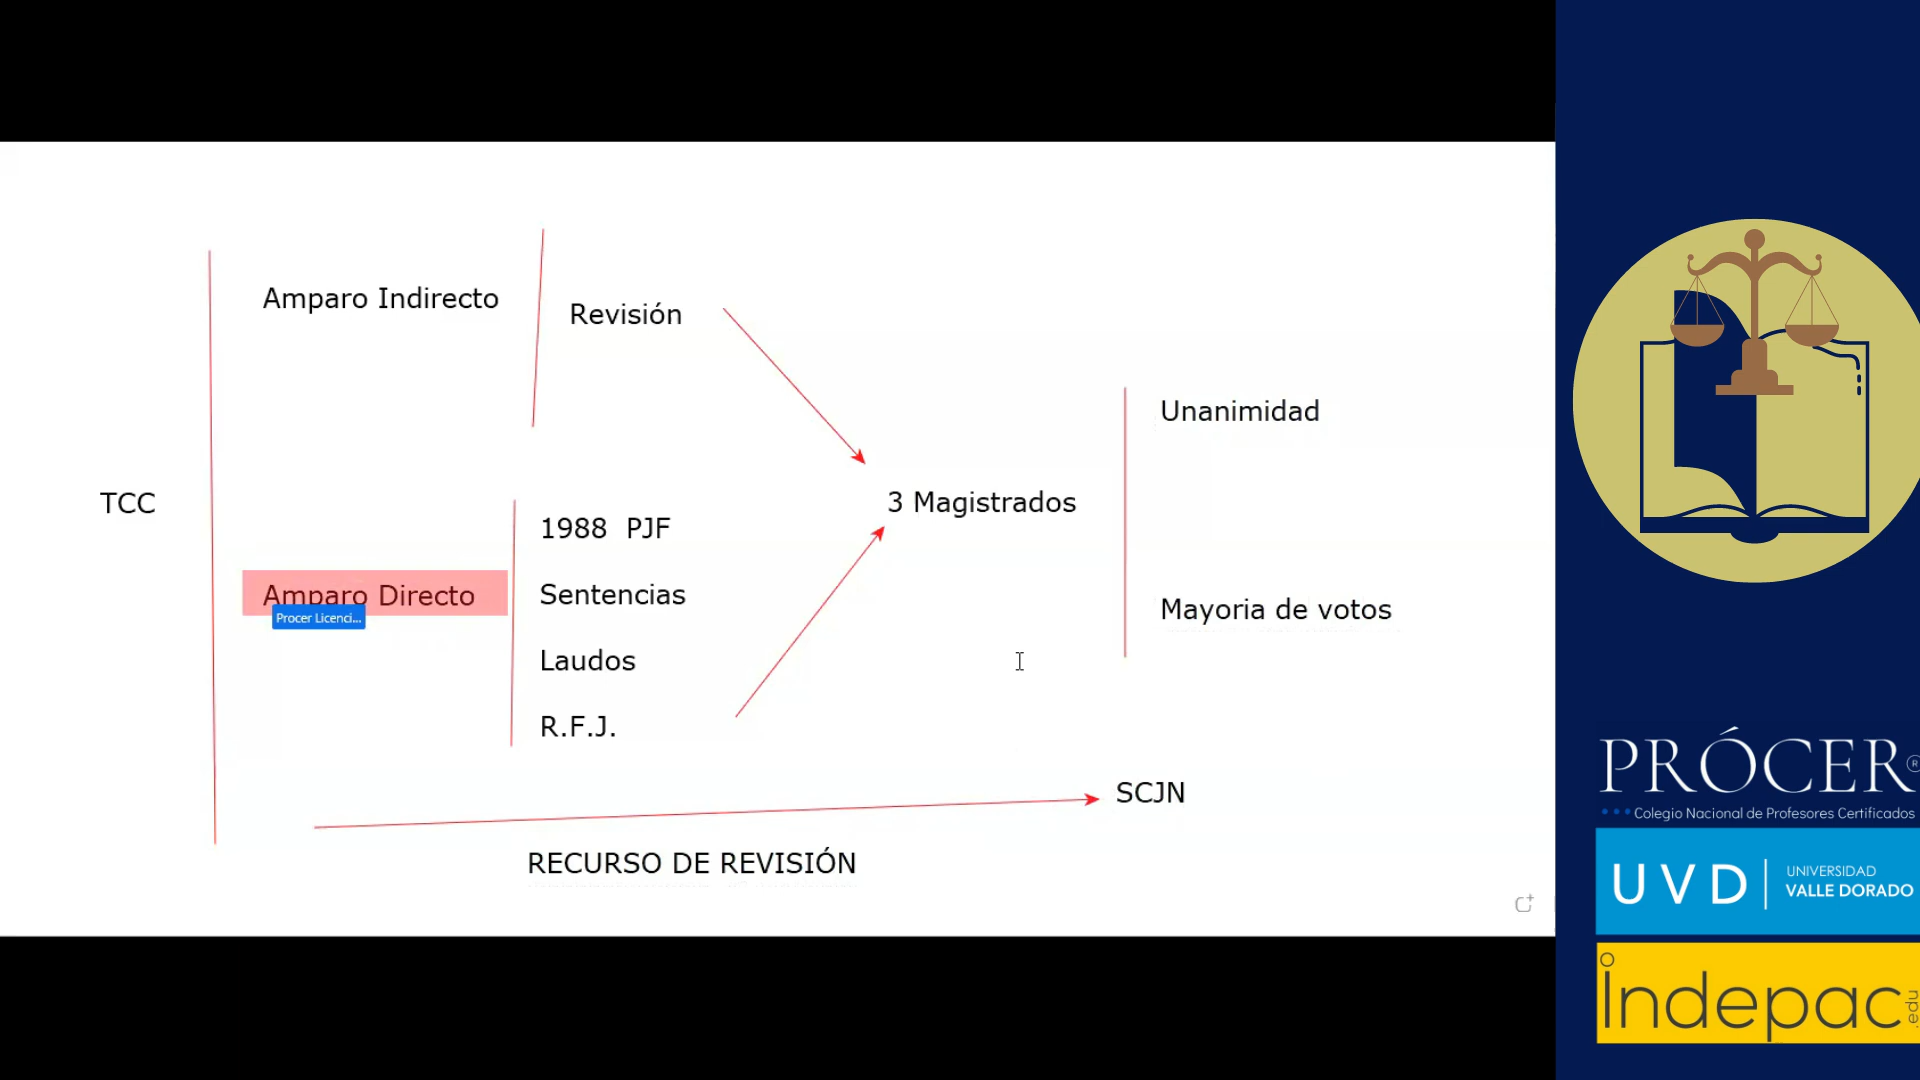 Amparo Indirecto
Revisión
Unanimidad
TCC
3 Magistrados
1988 PJF
Amparo Directo
Procer Licenci...
Sentencias
Mayoria de votos
Laudos
R.F.J.
SCJN
RECURSO DE REVISIÓN
PRÓCER®
Colegio Nacional de Profesores Certificados
UVD
UNIVERSIDAD
VALLE DORADO
Indepac
.edu